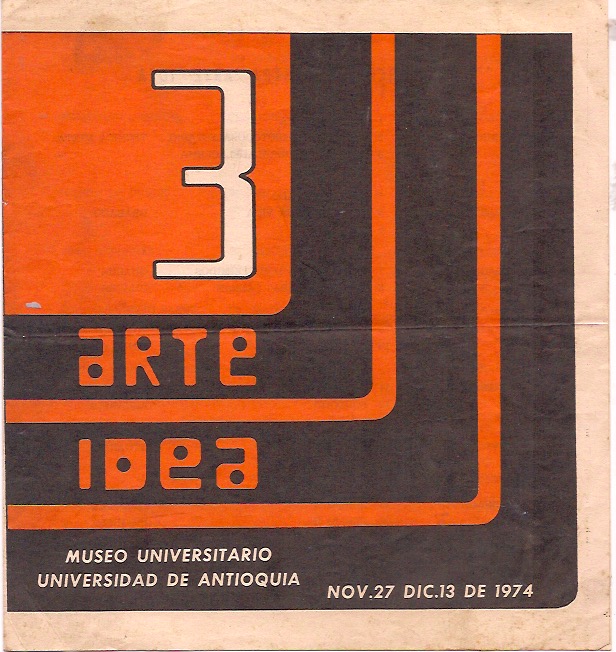 3
arte
IDea
MUSEO UNIVERSITARIO
UNIVERSIDAD DE ANTIOQUIA
NOV.27 DIC.13 DE 1974